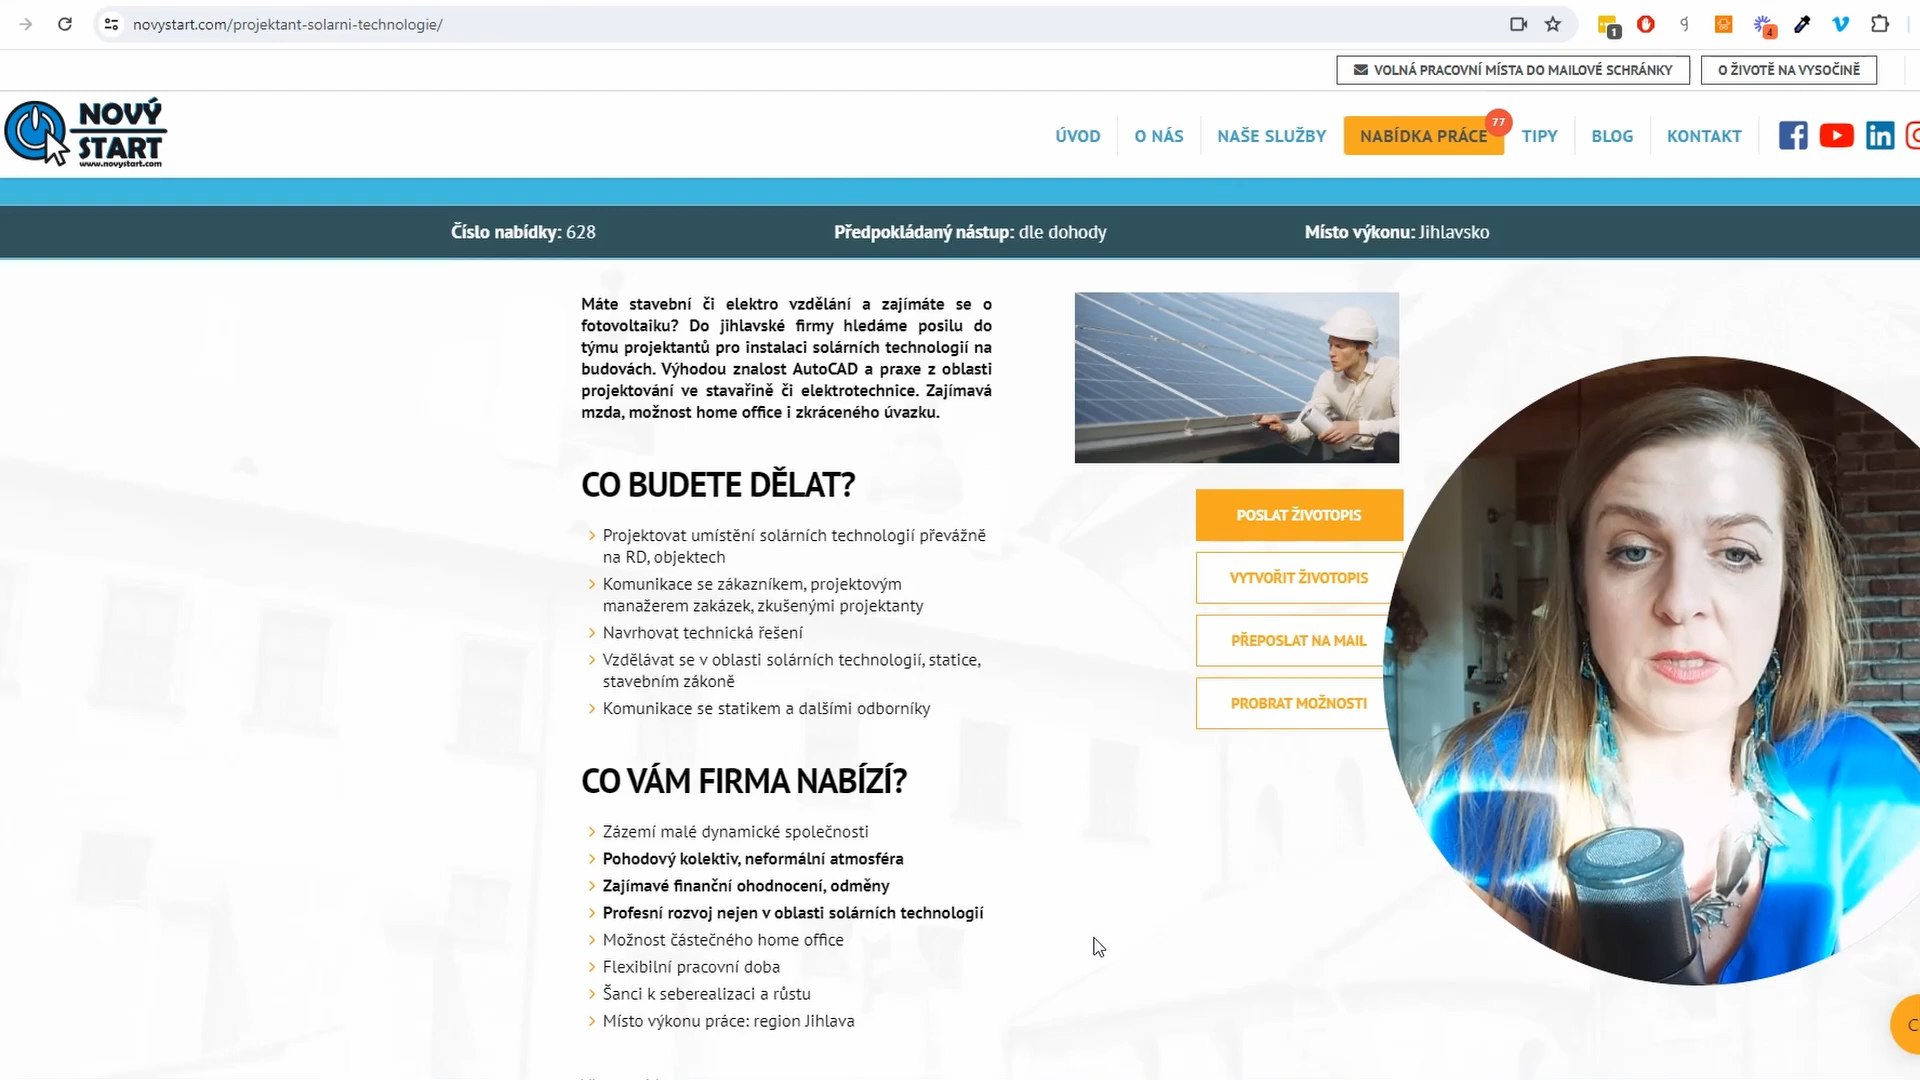 novystart.com/projektant-solarni-technologie/
1
4
VOLNÁ PRACOVNÍ MÍSTA DO MAILOVÉ SCHRÁNKY
O ŽIVOTĚ NA VYSOČINĚ
NOVÝ
START
www.novystart.com
ÚVOD
O NÁS
NAŠE SLUŽBY
NABÍDKA PRÁCE
77
TIPY
BLOG
KONTAKT
Číslo nabídky: 628
Předpokládaný nástup: dle dohody
Místo výkonu: Jihlavsko
Máte stavební či elektro vzdělání a zajímáte se o
fotovoltaiku? Do jihlavské firmy hledáme posilu do
týmu projektantů pro instalaci solárních technologií na
budovách. Výhodou znalost AutoCAD a praxe z oblasti
projektování ve stavařině či elektrotechnice. Zajímavá
mzda, možnost home office i zkráceného úvazku.
CO BUDETE DĚLAT?
Projektovat umístění solárních technologií převážně
na RD, objektech
Komunikace se zákazníkem, projektovým
manažerem zakázek, zkušenými projektanty
Navrhovat technická řešení
Vzdělávat se v oblasti solárních technologií, statice,
stavebním zákoně
Komunikace se statikem a dalšími odborníky
CO VÁM FIRMA NABÍZÍ?
Zázemí malé dynamické společnosti
Pohodový kolektiv, neformální atmosféra
Zajímavé finanční ohodnocení, odměny
Profesní rozvoj nejen v oblasti solárních technologií
Možnost částečného home office
Flexibilní pracovní doba
Šanci k seberealizaci a růstu
Místo výkonu práce: region Jihlava
POSLAT ŽIVOTOPIS
VYTVOŘIT ŽIVOTOPIS
PŘEPOSLAT NA MAIL
PROBRAT MOŽNOSTI